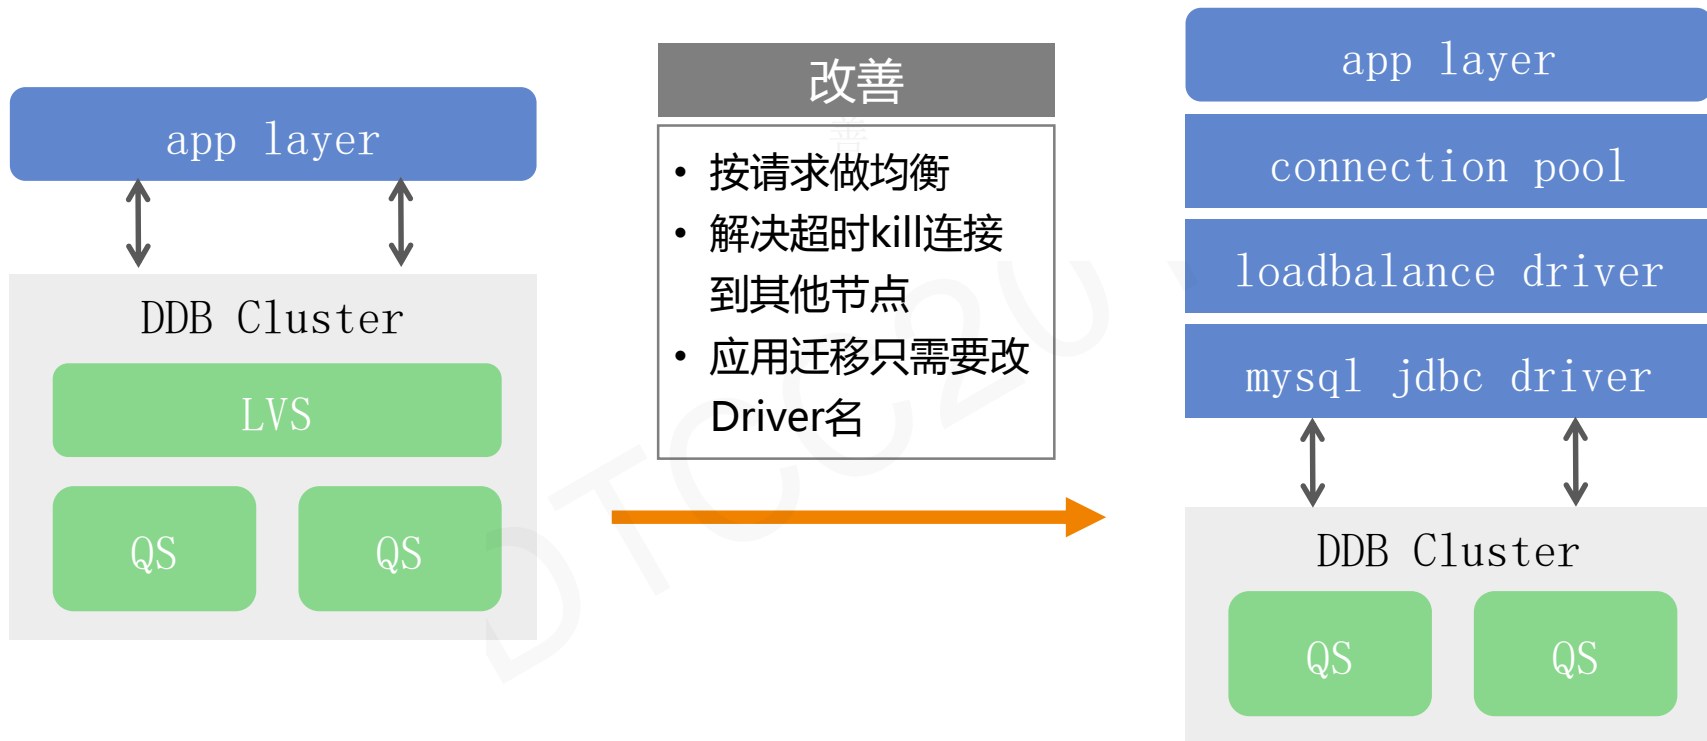 app layer
DDB Cluster
LVS
QS
QS
改善
善
• 按请求做均衡
• 解决超时kill连接
到其他节点
• 应用迁移只需要改
Driver名
app layer
connection pool
loadbalance driver
mysql jdbc driver
DDB Cluster
QS
QS